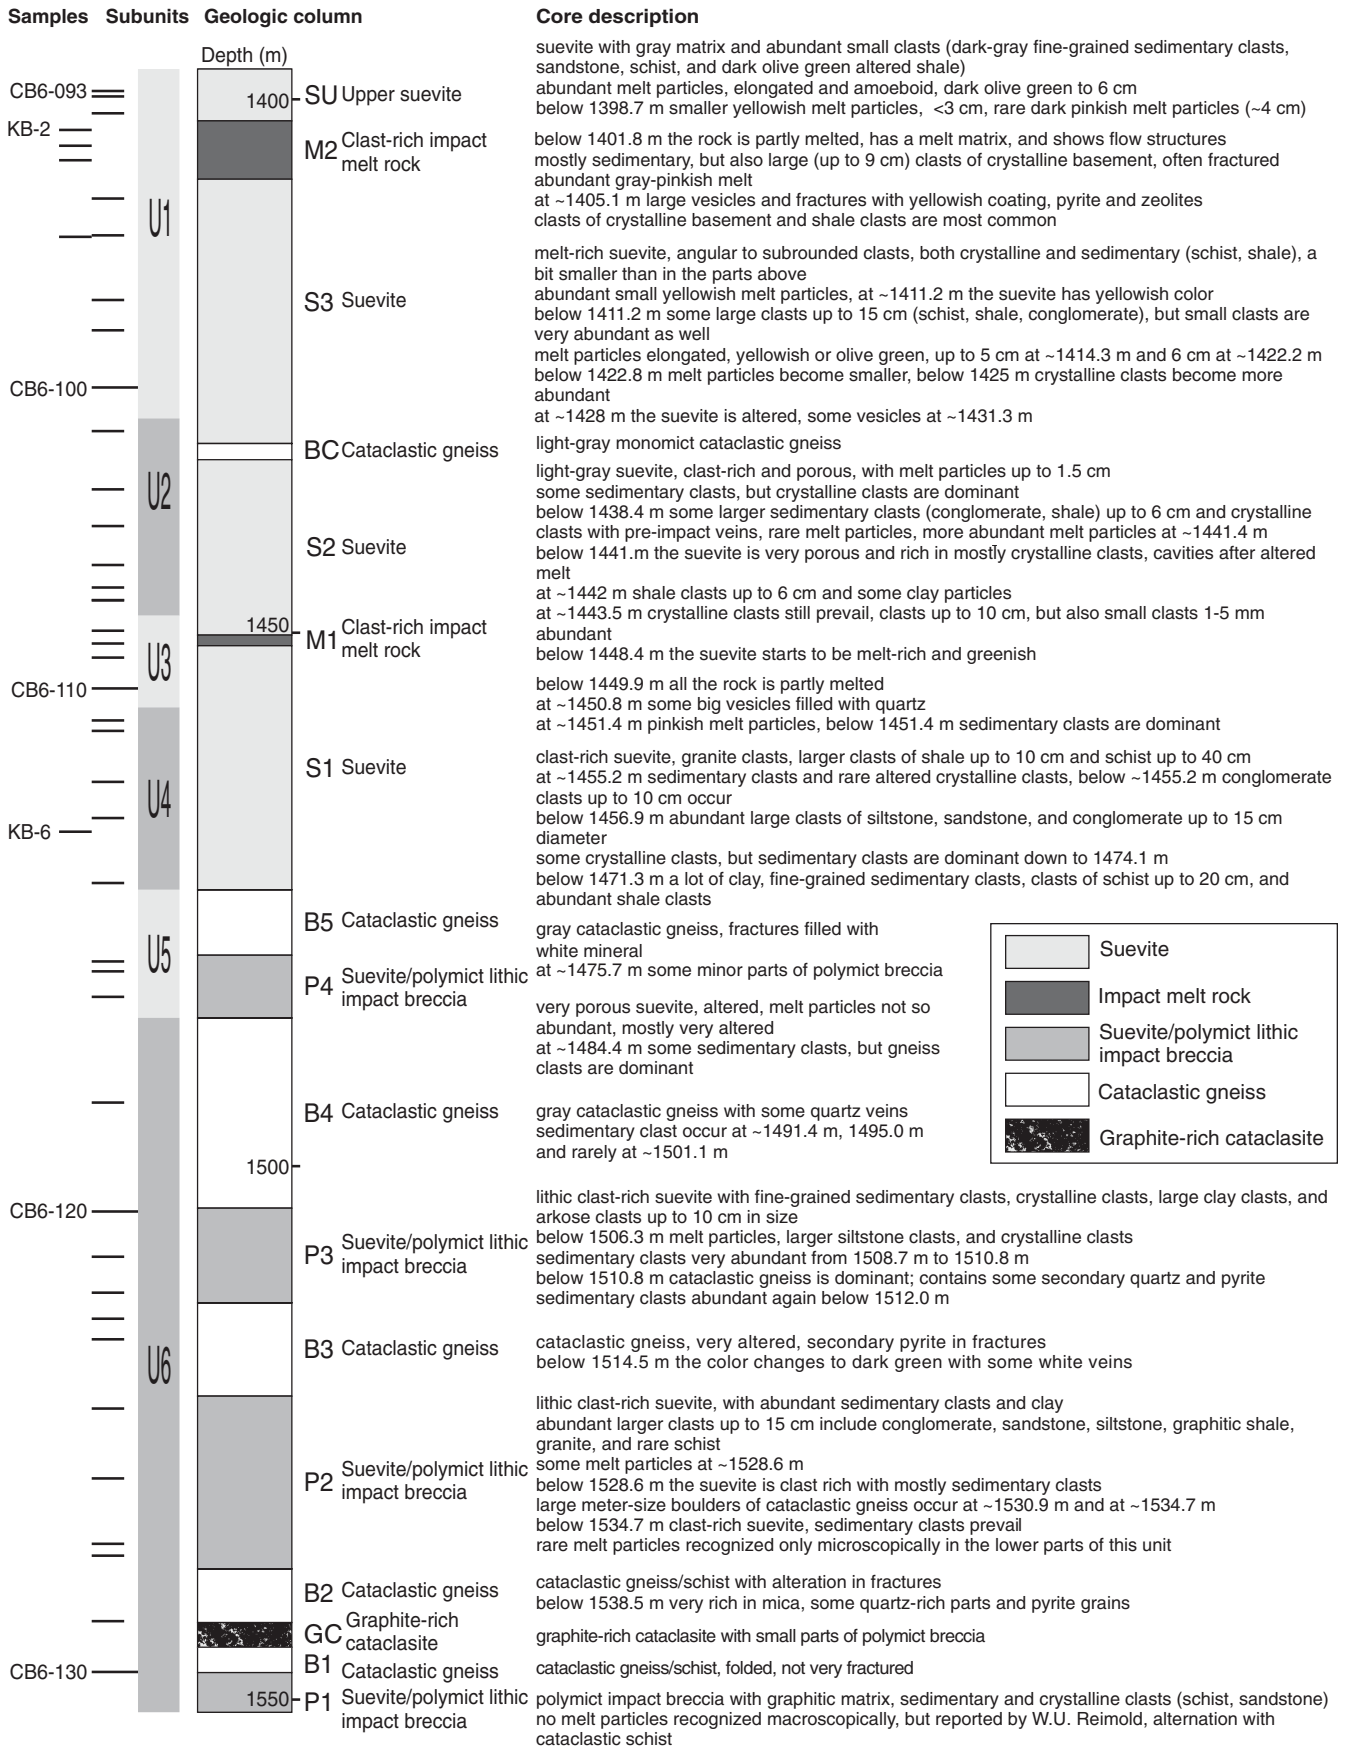 Samples Subunits Geologic column Core description
Depth (m)
suevite with gray matrix and abundant small clasts (dark-gray fine-grained sedimentary clasts,
sandstone, schist, and dark olive green altered shale)
abundant melt particles, elongated and amoeboid, dark olive green to 6 cm
below 1398.7 m smaller yellowish melt particles, <3 cm, rare dark pinkish melt particles (~4 cm)
CB6-093
1400
SU Upper suevite
KB-2
M2 Clast-rich impact
melt rock
below 1401.8 m the rock is partly melted, has a melt matrix, and shows flow structures
mostly sedimentary, but also large (up to 9 cm) clasts of crystalline basement, often fractured
abundant gray-pinkish melt
at ~1405.1 m large vesicles and fractures with yellowish coating, pyrite and zeolites
clasts of crystalline basement and shale clasts are most common
U1
S3 Suevite
melt-rich suevite, angular to subrounded clasts, both crystalline and sedimentary (schist, shale), a
bit smaller than in the parts above
abundant small yellowish melt particles, at ~1411.2 m the suevite has yellowish color
below 1411.2 m some large clasts up to 15 cm (schist, shale, conglomerate), but small clasts are
very abundant as well
melt particles elongated, yellowish or olive green, up to 5 cm at ~1414.3 m and 6 cm at ~1422.2 m
below 1422.8 m melt particles become smaller, below 1425 m crystalline clasts become more
abundant
at ~1428 m the suevite is altered, some vesicles at ~1431.3 m
CB6-100
BC Cataclastic gneiss
light-gray monomict cataclastic gneiss
U2
S2 Suevite
light-gray suevite, clast-rich and porous, with melt particles up to 1.5 cm
some sedimentary clasts, but crystalline clasts are dominant
below 1438.4 m some larger sedimentary clasts (conglomerate, shale) up to 6 cm and crystalline
clasts with pre-impact veins, rare melt particles, more abundant melt particles at ~1441.4 m
below 1441.m the suevite is very porous and rich in mostly crystalline clasts, cavities after altered
melt
at ~1442 m shale clasts up to 6 cm and some clay particles
at ~1443.5 m crystalline clasts still prevail, clasts up to 10 cm, but also small clasts 1-5 mm
abundant
below 1448.4 m the suevite starts to be melt-rich and greenish
1450
M1 Clast-rich impact
melt rock
U3
CB6-110
below 1449.9 m all the rock is partly melted
at ~1450.8 m some big vesicles filled with quartz
at ~1451.4 m pinkish melt particles, below 1451.4 m sedimentary clasts are dominant
U4
S1 Suevite
KB-6
clast-rich suevite, granite clasts, larger clasts of shale up to 10 cm and schist up to 40 cm
at ~1455.2 m sedimentary clasts and rare altered crystalline clasts, below ~1455.2 m conglomerate
clasts up to 10 cm occur
below 1456.9 m abundant large clasts of siltstone, sandstone, and conglomerate up to 15 cm
diameter
some crystalline clasts, but sedimentary clasts are dominant down to 1474.1 m
below 1471.3 m a lot of clay, fine-grained sedimentary clasts, clasts of schist up to 20 cm, and
abundant shale clasts
B5 Cataclastic gneiss
gray cataclastic gneiss, fractures filled with
white mineral
at ~1475.7 m some minor parts of polymict breccia
U5
P4 Suevite/polymict lithic
impact breccia
very porous suevite, altered, melt particles not so
abundant, mostly very altered
at ~1484.4 m some sedimentary clasts, but gneiss
clasts are dominant
Suevite
Impact melt rock
Suevite/polymict lithic
impact breccia
Cataclastic gneiss
Graphite-rich cataclasite
B4 Cataclastic gneiss
gray cataclastic gneiss with some quartz veins
sedimentary clast occur at ~1491.4 m, 1495.0 m
and rarely at ~1501.1 m
1500
CB6-120
P3 Suevite/polymict lithic
impact breccia
lithic clast-rich suevite with fine-grained sedimentary clasts, crystalline clasts, large clay clasts, and
arkose clasts up to 10 cm in size
below 1506.3 m melt particles, larger siltstone clasts, and crystalline clasts
sedimentary clasts very abundant from 1508.7 m to 1510.8 m
below 1510.8 m cataclastic gneiss is dominant; contains some secondary quartz and pyrite
sedimentary clasts abundant again below 1512.0 m
B3 Cataclastic gneiss
U6
cataclastic gneiss, very altered, secondary pyrite in fractures
below 1514.5 m the color changes to dark green with some white veins
P2 Suevite/polymict lithic
impact breccia
lithic clast-rich suevite, with abundant sedimentary clasts and clay
abundant larger clasts up to 15 cm include conglomerate, sandstone, siltstone, graphitic shale,
granite, and rare schist
some melt particles at ~1528.6 m
below 1528.6 m the suevite is clast rich with mostly sedimentary clasts
large meter-size boulders of cataclastic gneiss occur at ~1530.9 m and at ~1534.7 m
below 1534.7 m clast-rich suevite, sedimentary clasts prevail
rare melt particles recognized only microscopically in the lower parts of this unit
B2 Cataclastic gneiss
cataclastic gneiss/schist with alteration in fractures
below 1538.5 m very rich in mica, some quartz-rich parts and pyrite grains
GC Graphite-rich
cataclasite
graphite-rich cataclasite with small parts of polymict breccia
CB6-130
B1 Cataclastic gneiss
cataclastic gneiss/schist, folded, not very fractured
1550
P1 Suevite/polymict lithic
impact breccia
polymict impact breccia with graphitic matrix, sedimentary and crystalline clasts (schist, sandstone)
no melt particles recognized macroscopically, but reported by W.U. Reimold, alternation with
cataclastic schist